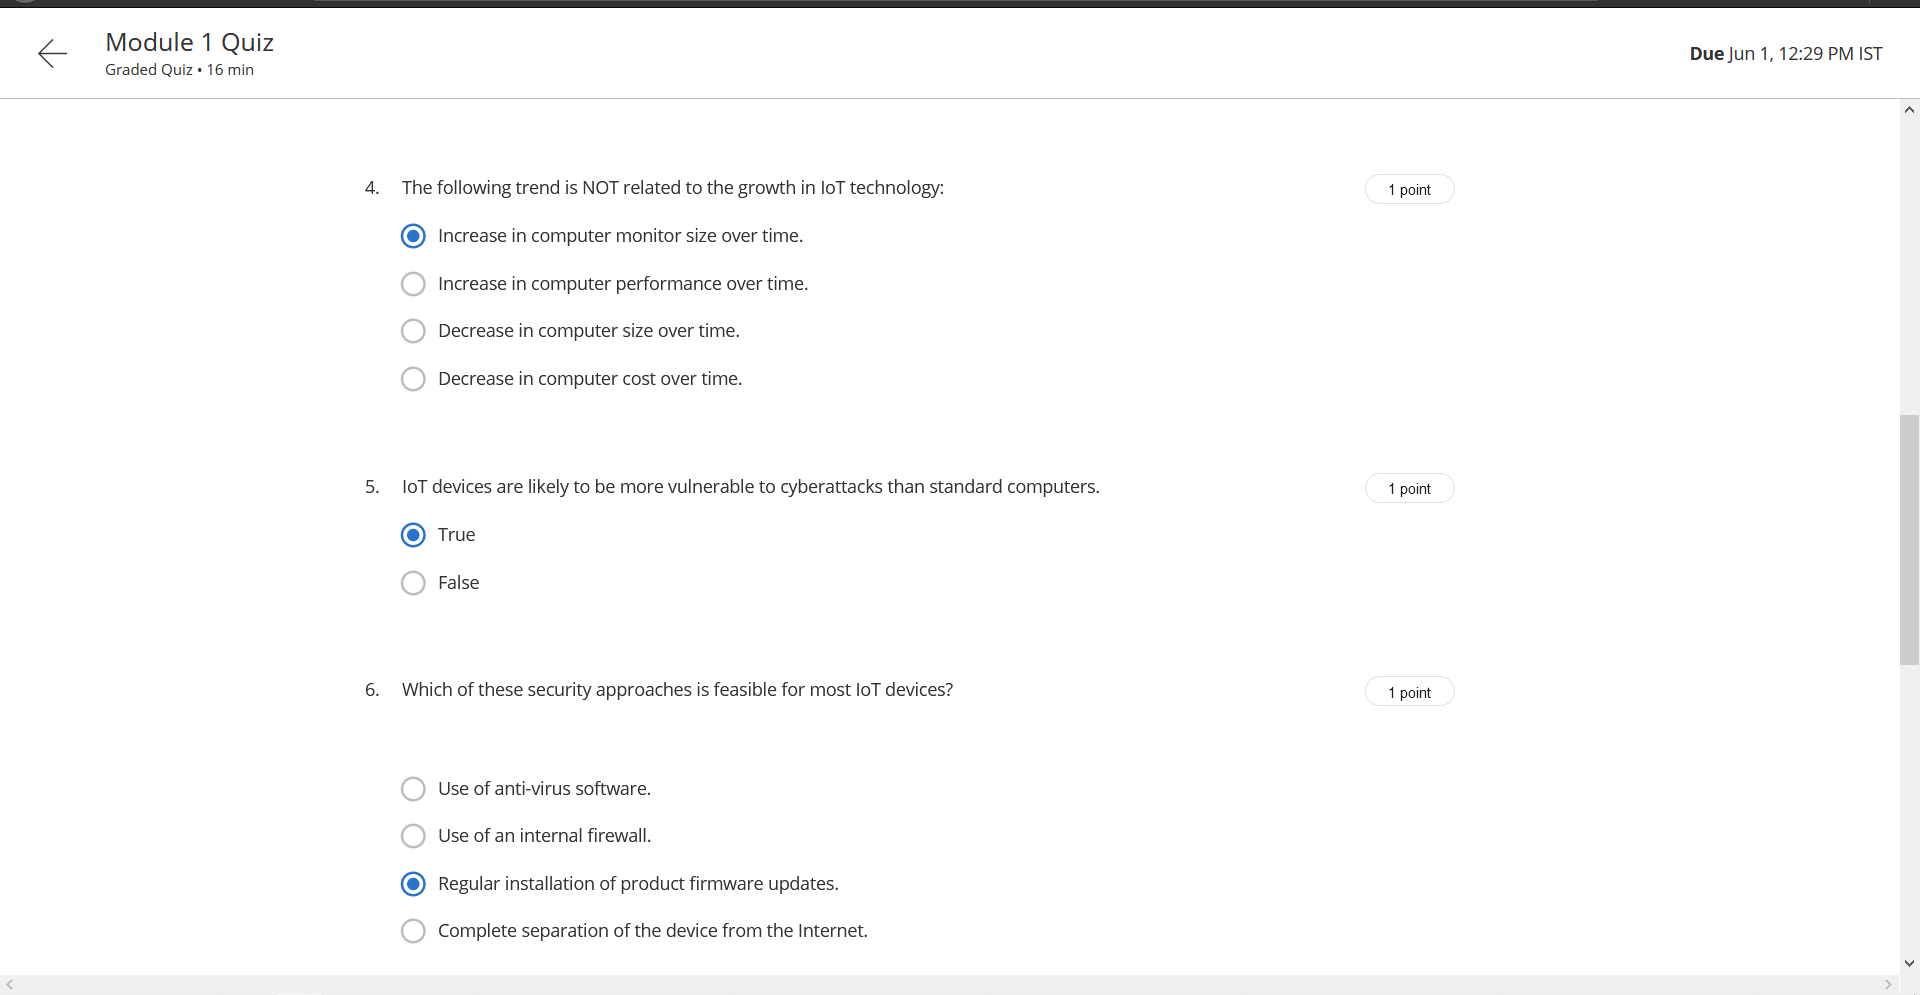 Module 1 Quiz
Graded Quiz • 16 min
Due Jun 1, 12:29 PM IST
4. The following trend is NOT related to the growth in IoT technology:
1 point
Increase in computer monitor size over time.
Increase in computer performance over time.
Decrease in computer size over time.
Decrease in computer cost over time.
5. IoT devices are likely to be more vulnerable to cyberattacks than standard computers.
1 point
True
False
6. Which of these security approaches is feasible for most IoT devices?
1 point
Use of anti-virus software.
Use of an internal firewall.
Regular installation of product firmware updates.
Complete separation of the device from the Internet.